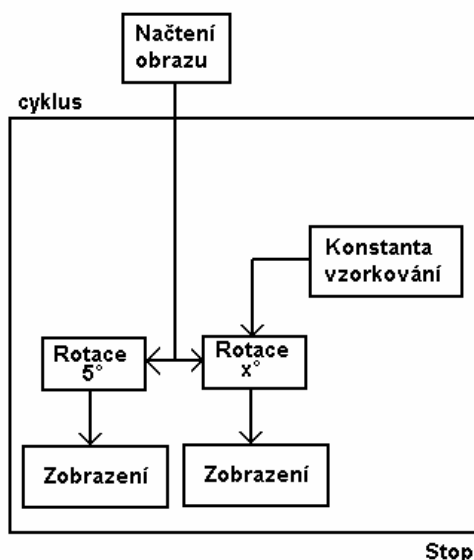 Načtení
obrazu
cyklus
Konstanta
vzorkování
Rotace
5°
Rotace
x°
Zobrazení
Zobrazení
Stop